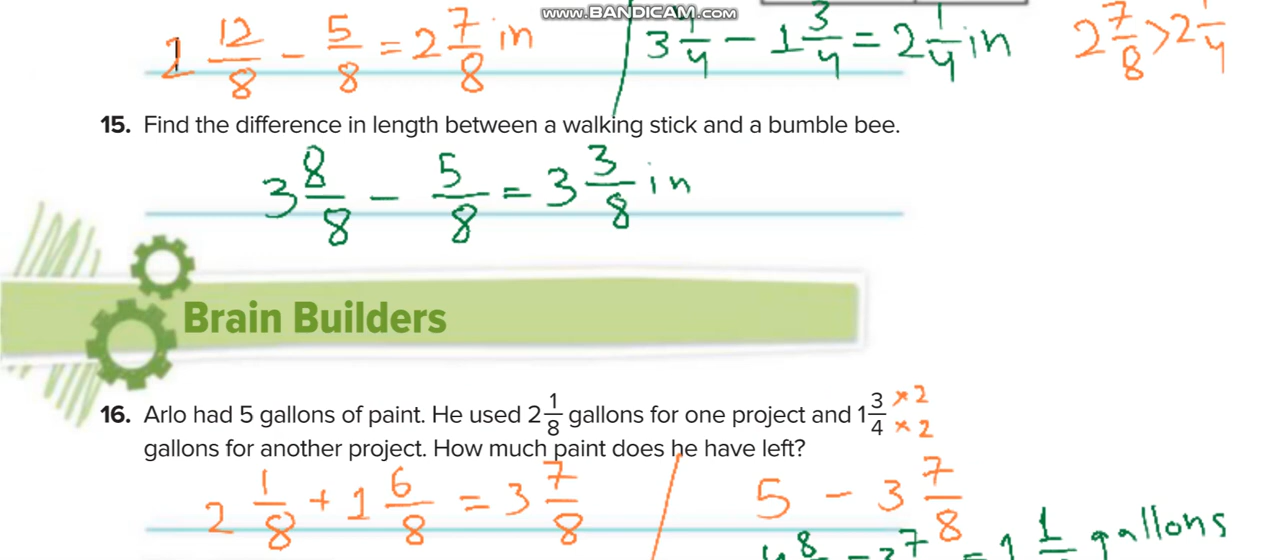 www.BANDICAM.com
2 12/8 - 5/8 = 2 7/8 in
3 7/4 - 1 3/4 = 2 1/4 in
2 7/8 > 2 1/4
15. Find the difference in length between a walking stick and a bumble bee.
3 8/8 - 5/8 = 3 3/8 in
Brain Builders
16. Arlo had 5 gallons of paint. He used 2 1/8 gallons for one project and 1 3/4 × 2 × 2
gallons for another project. How much paint does he have left?
2 1/8 + 1 6/8 = 3 7/8
5 - 3 7/8
gallons